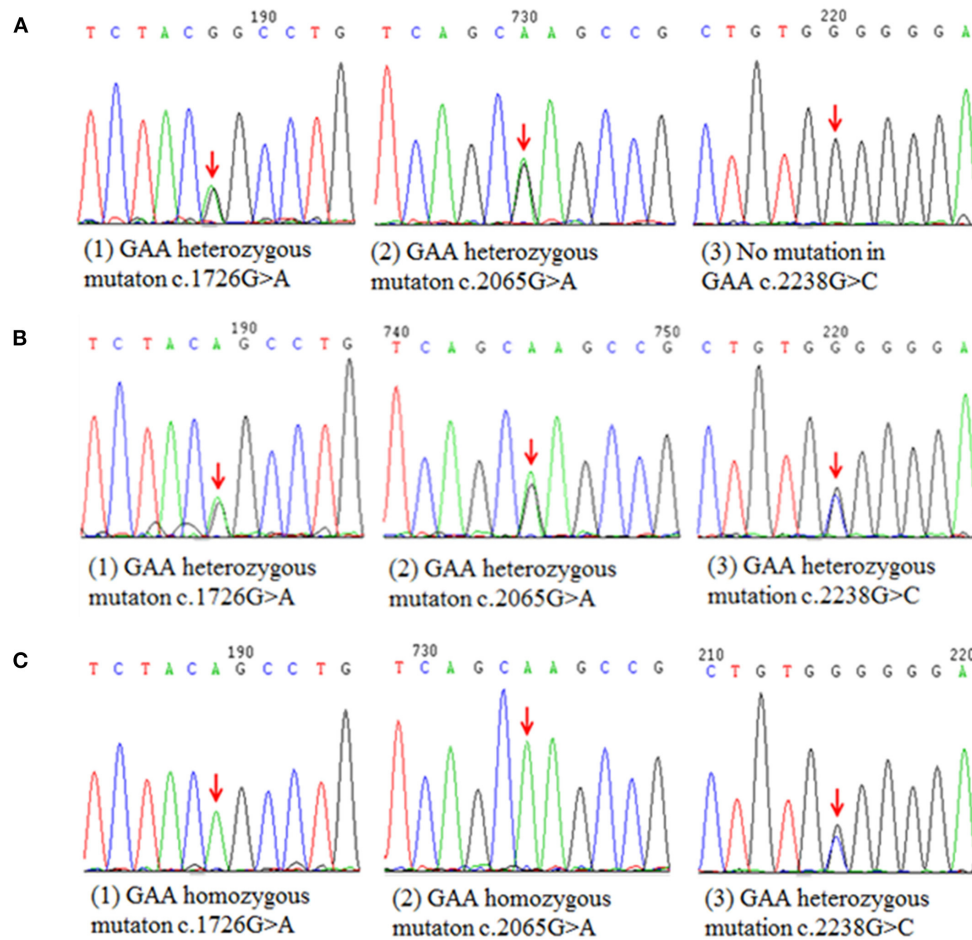 A
190 730 220
T C T A C G G C C T G T C A G C A A G C C G C T G T G G G G G G A
(1) GAA heterozygous
mutaton c.1726G>A
(2) GAA heterozygous
mutaton c.2065G>A
(3) No mutation in
GAA c.2238G>C
B
190 740 750 220
T C T A C A G C C T G T C A G C A A G C C G C T G T G G G G G G A
(1) GAA heterozygous
mutaton c.1726G>A
(2) GAA heterozygous
mutaton c.2065G>A
(3) GAA heterozygous
mutation c.2238G>C
C
190 730 210 220
T C T A C A G C C T G T C A G C A A G C C G C T G T G G G G G G A
(1) GAA homozygous
mutaton c.1726G>A
(2) GAA homozygous
mutaton c.2065G>A
(3) GAA heterozygous
mutation c.2238G>C